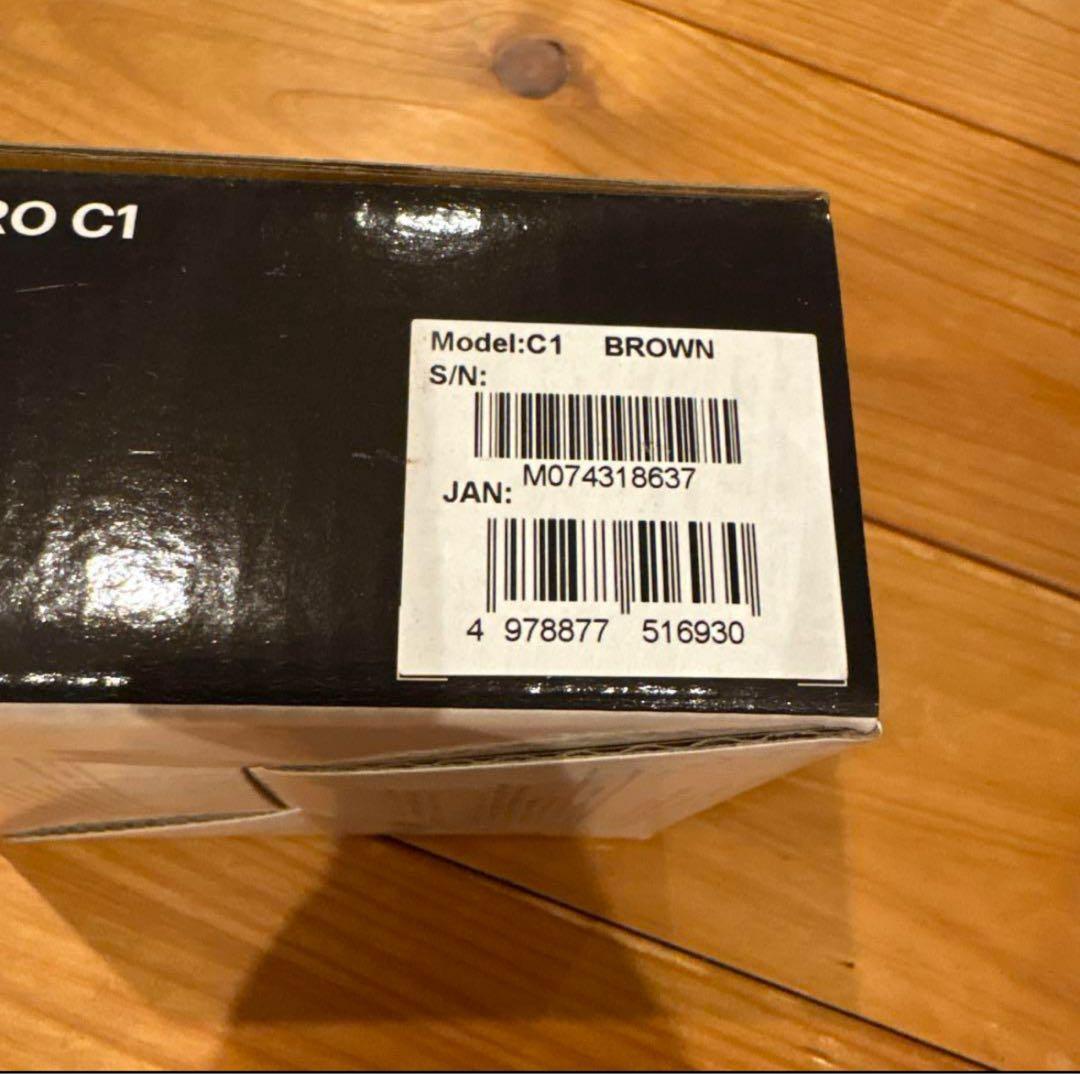 RO C1
Model:C1 BROWN
S/N:
M074318637
JAN:
4 978877 516930